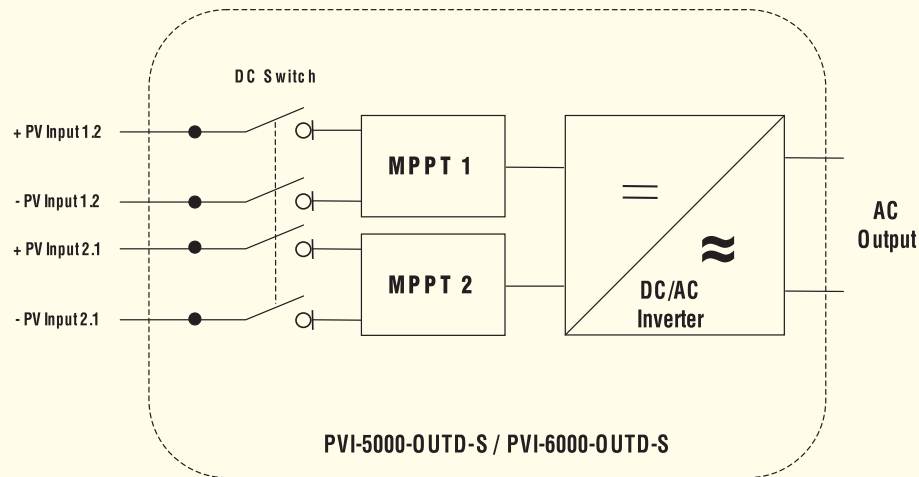 DC Switch
+ PV Input 1.2
MPPT 1
- PV Input 1.2
AC
Output
+ PV Input 2.1
MPPT 2
DC/AC
Inverter
- PV Input 2.1
PVI-5000-OUTD-S / PVI-6000-OUTD-S